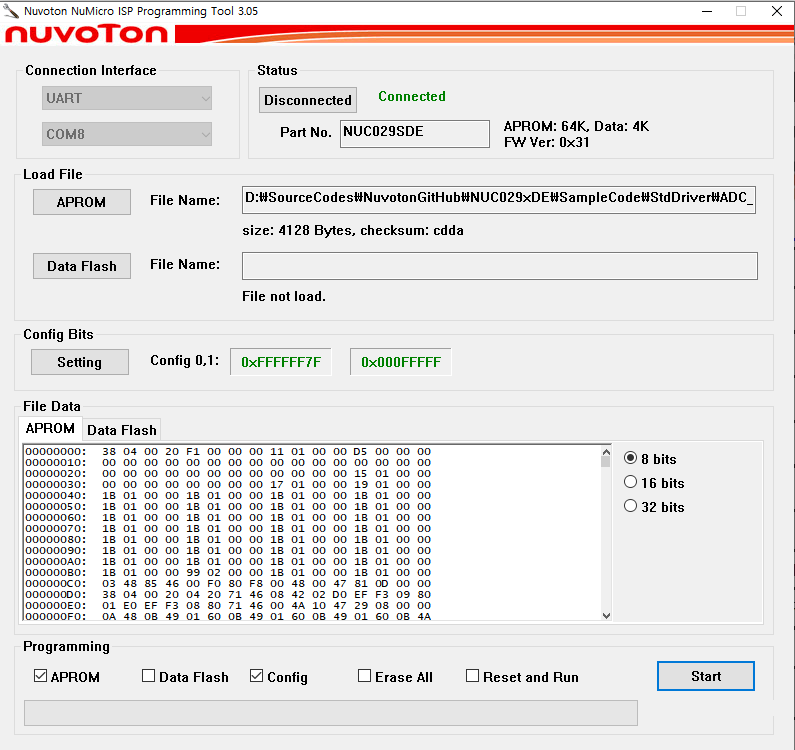 Nuvoton NuMicro ISP Programming Tool 3.05
nuvoTon
Connection Interface
UART
COM8
Status
Disconnected
Connected
Part No.
NUC029SDE
APROM: 64K, Data: 4K
FW Ver: 0x31
Load File
APROM
File Name:
D:₩SourceCodes₩NuvotonGitHub₩NUC029xDE₩SampleCode₩StdDriver₩ADC_
size: 4128 Bytes, checksum: cdda
Data Flash
File Name:
File not load.
Config Bits
Setting
Config 0,1:
0xFFFFFF7F
0x000FFFFF
File Data
APROM
Data Flash
00000000: 38 04 00 20 F1 00 00 00 11 01 00 00 D5 00 00 00
00000010: 00 00 00 00 00 00 00 00 00 00 00 00 00 00 00 00
00000020: 00 00 00 00 00 00 00 00 00 00 00 00 15 01 00 00
00000030: 00 00 00 00 00 00 00 00 17 01 00 00 19 01 00 00
00000040: 1B 01 00 00 1B 01 00 00 1B 01 00 00 1B 01 00 00
00000050: 1B 01 00 00 1B 01 00 00 1B 01 00 00 1B 01 00 00
00000060: 1B 01 00 00 1B 01 00 00 1B 01 00 00 1B 01 00 00
00000070: 1B 01 00 00 1B 01 00 00 1B 01 00 00 1B 01 00 00
00000080: 1B 01 00 00 1B 01 00 00 1B 01 00 00 1B 01 00 00
00000090: 1B 01 00 00 1B 01 00 00 1B 01 00 00 1B 01 00 00
000000A0: 1B 01 00 00 1B 01 00 00 1B 01 00 00 1B 01 00 00
000000B0: 1B 01 00 00 99 02 00 00 1B 01 00 00 1B 01 00 00
000000C0: 03 48 85 46 00 F0 80 F8 00 48 00 47 81 0D 00 00
000000D0: 38 04 00 20 04 20 71 46 08 42 02 D0 EF F3 09 80
000000E0: 01 E0 EF F3 08 80 71 46 00 4A 10 47 29 08 00 00
000000F0: 0A 48 0B 49 01 60 0B 49 01 60 0B 49 01 60 0B 4A
8 bits
16 bits
32 bits
Programming
APROM
Data Flash
Config
Erase All
Reset and Run
Start